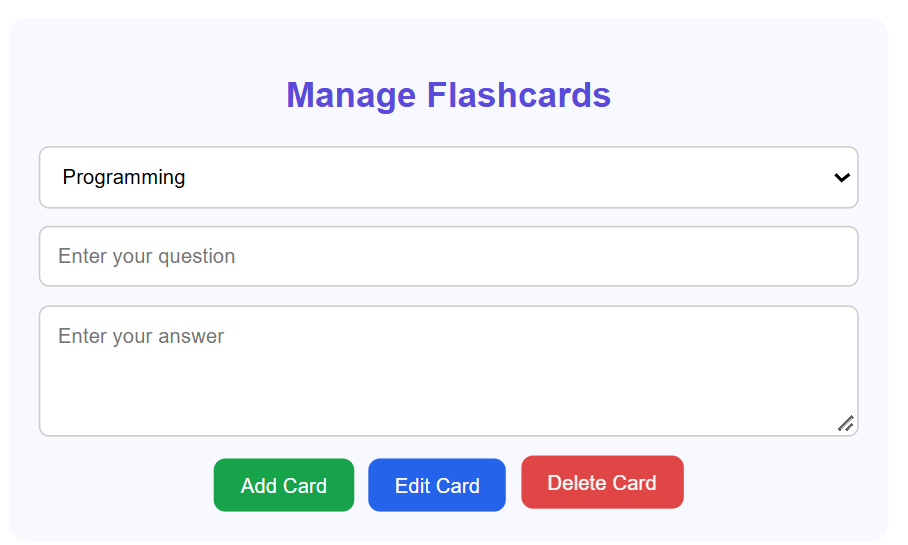 Manage Flashcards
Programming
Enter your question
Enter your answer
Add Card Edit Card Delete Card